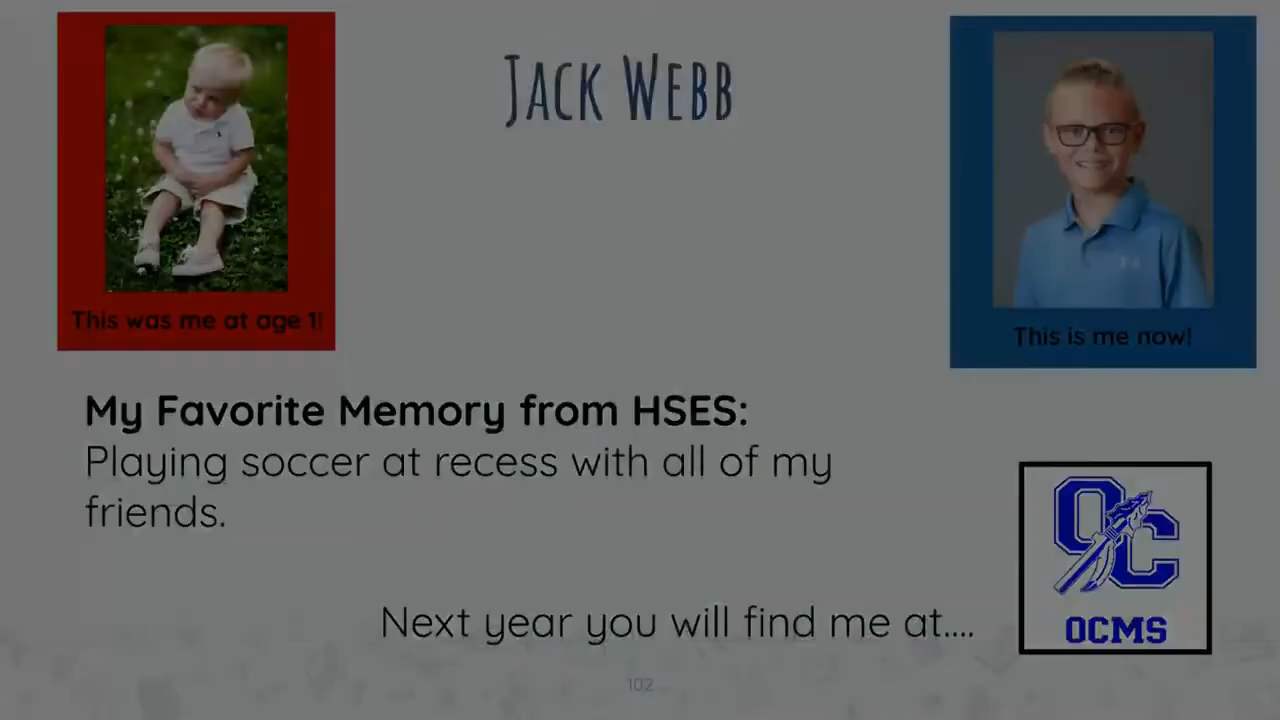 Jack Webb
This was me at age 1!
This is me now!
My Favorite Memory from HSES:
Playing soccer at recess with all of my
friends.
OC
OCMS
Next year you will find me at....
102